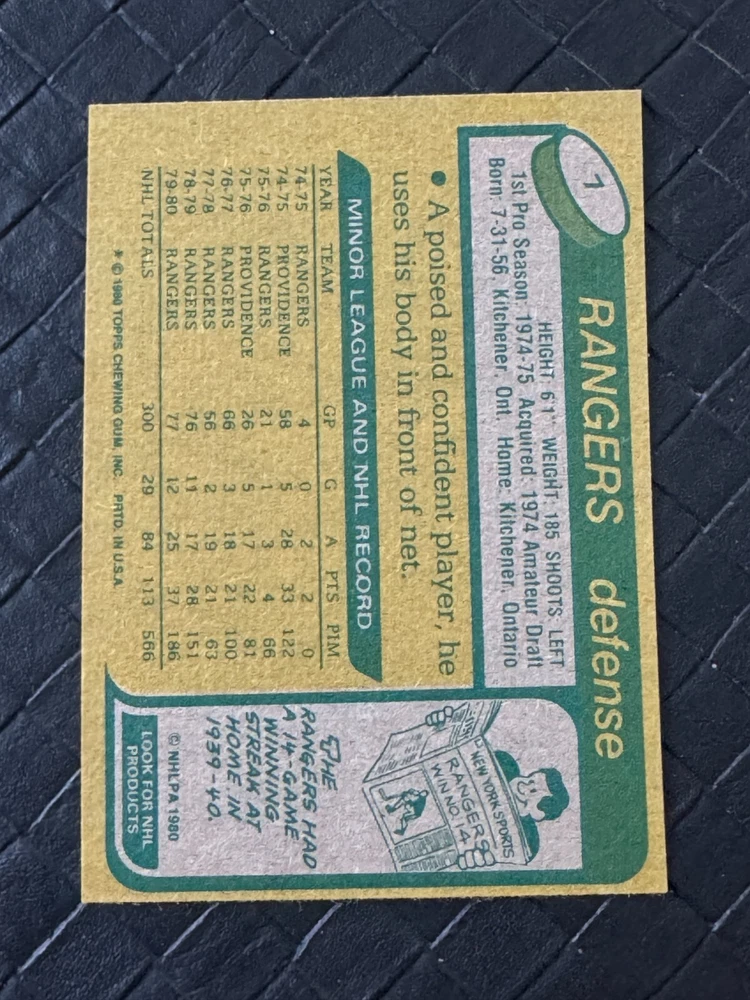 7
RANGERS defense
HEIGHT: 6'1" WEIGHT: 185 SHOOTS: LEFT
1st Pro Season: 1974-75 Acquired: 1974 Amateur Draft
Born: 7-31-56 Kitchener, Ont. Home: Kitchener, Ontario
● A poised and confident player, he
uses his body in front of net.
MINOR LEAGUE AND NHL RECORD
YEAR TEAM GP G A PTS PIM
74-75 RANGERS 4 0 2 2 0
74-75 PROVIDENCE 58 5 28 33 122
75-76 RANGERS 21 1 3 4 66
75-76 PROVIDENCE 26 5 17 22 81
76-77 RANGERS 66 3 18 21 100
77-78 RANGERS 56 2 19 21 63
78-79 RANGERS 76 11 17 28 151
79-80 RANGERS 77 12 25 37 186
NHL TOTALS 300 29 84 113 566
* © 1980 TOPPS CHEWING GUM, INC. PRTD. IN U.S.A.
NEW YORK SPORTS
RANGERS
WIN NO. 14
THE
RANGERS HAD
A 14-GAME
WINNING
STREAK AT
HOME IN
1939-40.
© NHLPA 1980
LOOK FOR NHL
PRODUCTS